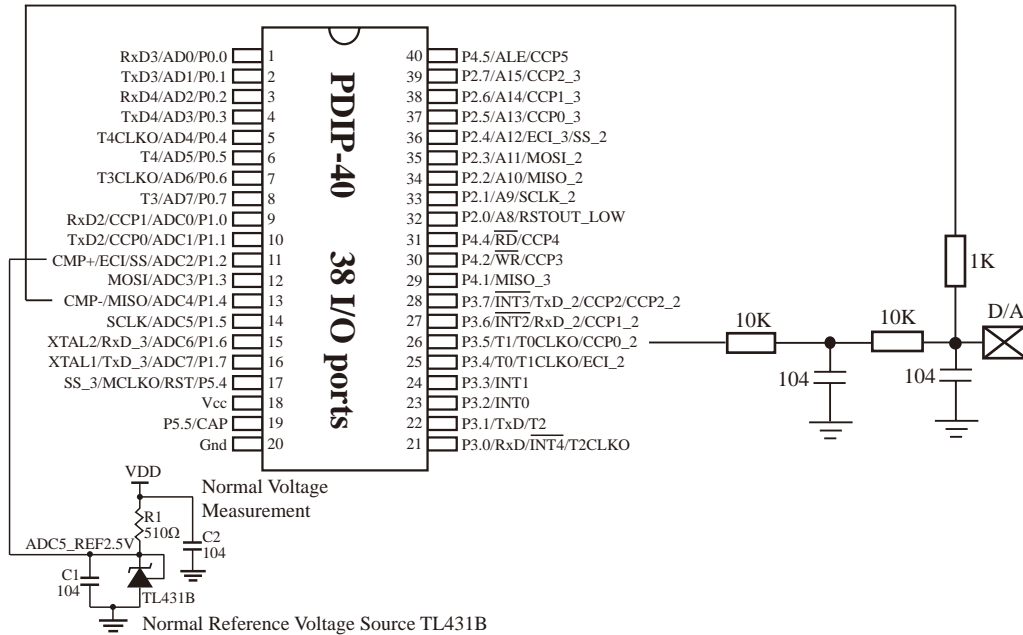 RxD3/AD0/P0.0 1
TxD3/AD1/P0.1 2
RxD4/AD2/P0.2 3
TxD4/AD3/P0.3 4
T4CLKO/AD4/P0.4 5
T4/AD5/P0.5 6
T3CLKO/AD6/P0.6 7
T3/AD7/P0.7 8
RxD2/CCP1/ADC0/P1.0 9
TxD2/CCP0/ADC1/P1.1 10
CMP+/ECI/SS/ADC2/P1.2 11
MOSI/ADC3/P1.3 12
CMP-/MISO/ADC4/P1.4 13
SCLK/ADC5/P1.5 14
XTAL2/RxD_3/ADC6/P1.6 15
XTAL1/TxD_3/ADC7/P1.7 16
SS_3/MCLKO/RST/P5.4 17
Vcc 18
P5.5/CAP 19
Gnd 20
PDIP-40 38 I/O ports
40 P4.5/ALE/CCP5
39 P2.7/A15/CCP2_3
38 P2.6/A14/CCP1_3
37 P2.5/A13/CCP0_3
36 P2.4/A12/ECI_3/SS_2
35 P2.3/A11/MOSI_2
34 P2.2/A10/MISO_2
33 P2.1/A9/SCLK_2
32 P2.0/A8/RSTOUT_LOW
31 P4.4/RD/CCP4
30 P4.2/WR/CCP3
29 P4.1/MISO_3
28 P3.7/INT3/TxD_2/CCP2/CCP2_2
27 P3.6/INT2/RxD_2/CCP1_2
26 P3.5/T1/T0CLKO/CCP0_2
25 P3.4/T0/T1CLKO/ECI_2
24 P3.3/INT1
23 P3.2/INT0
22 P3.1/TxD/T2
21 P3.0/RxD/INT4/T2CLKO
1K
D/A
10K
10K
104
104
VDD
Normal Voltage
Measurement
R1
510Ω
C2
104
ADC5_REF2.5V
C1
104
TL431B
Normal Reference Voltage Source TL431B